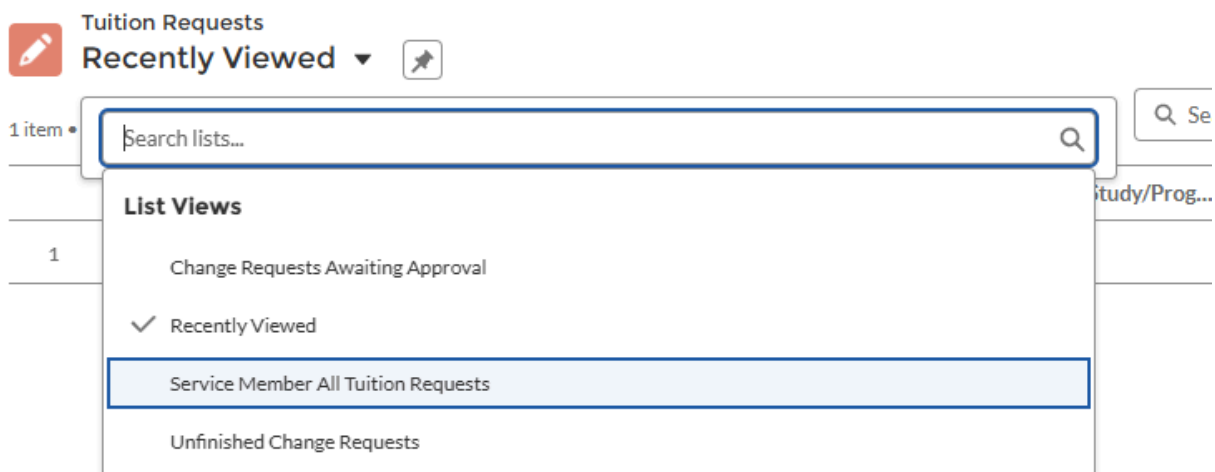 Tuition Requests
Recently Viewed
1 item •
Search lists...
Se
List Views
Study/Prog...
1
Change Requests Awaiting Approval
Recently Viewed
Service Member All Tuition Requests
Unfinished Change Requests